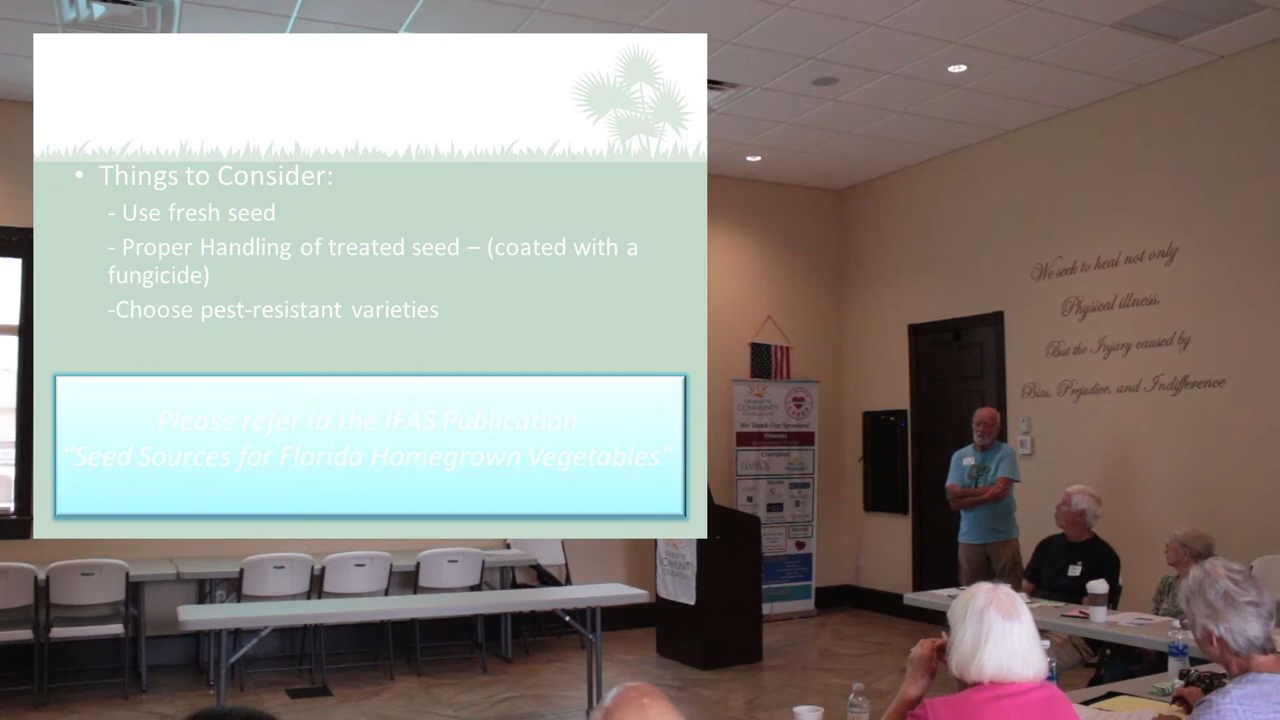 • Things to Consider:
- Use fresh seed
- Proper Handling of treated seed – (coated with a
fungicide)
-Choose pest-resistant varieties
Please refer to the IFAS Publication
“Seed Sources for Florida Homegrown Vegetables”
We seek to heal not only
Physical illness,
But the Injury caused by
Bias, Prejudice, and Indifference
COMMUNITY
We Thank Our Sponsors!